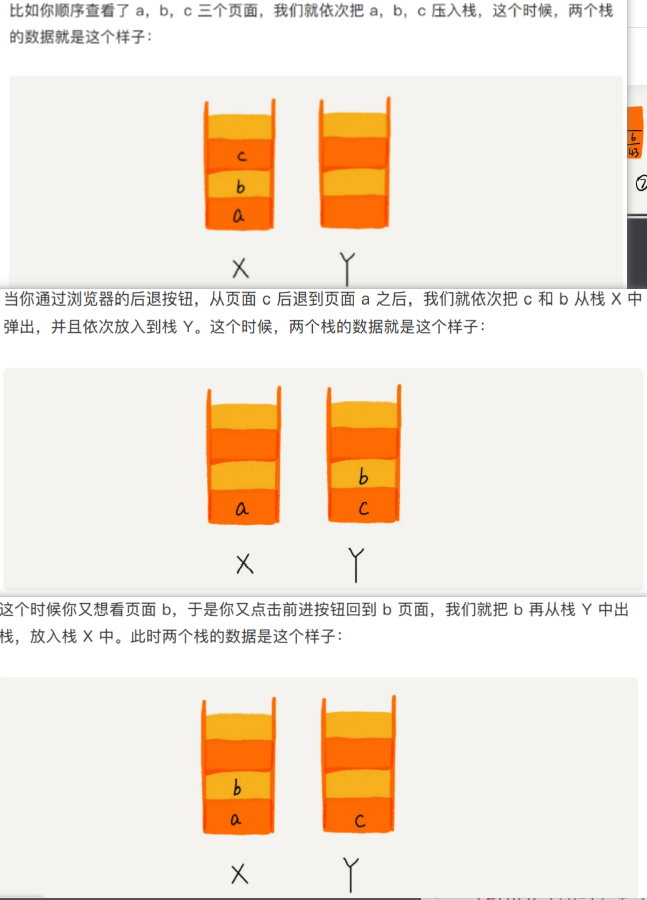 比如你顺序查看了 a，b，c 三个页面，我们就依次把 a，b，c 压入栈，这个时候，两个栈
的数据就是这个样子：
c
b
a
X Y
6
43
⑦
当你通过浏览器的后退按钮，从页面 c 后退到页面 a 之后，我们就依次把 c 和 b 从栈 X 中
弹出，并且依次放入到栈 Y。这个时候，两个栈的数据就是这个样子：
b
a c
X Y
这个时候你又想看页面 b，于是你又点击前进按钮回到 b 页面，我们就把 b 再从栈 Y 中出
栈，放入栈 X 中。此时两个栈的数据是这个样子：
b
a c
X Y